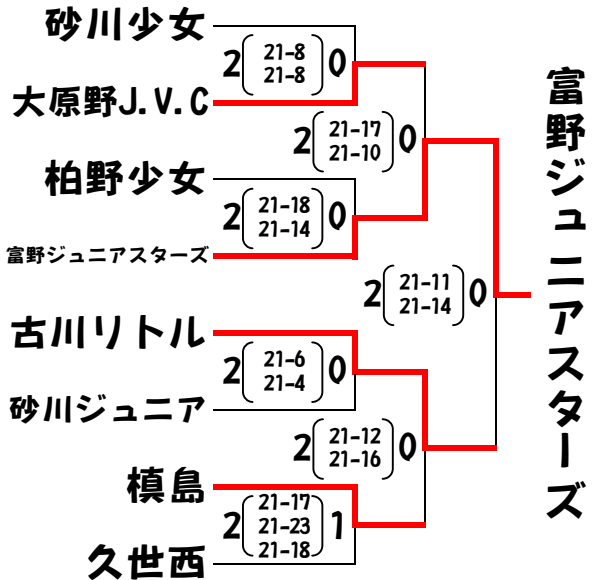 砂川少女
大原野J.V.C
2 21-8 0
21-8
柏野少女
富野ジュニアスターズ
2 21-18 0
21-14
2 21-17 0
21-10
古川リトル
砂川ジュニア
2 21-6 0
21-4
槙島
久世西
2 21-17 1
21-23
21-18
2 21-12 0
21-16
2 21-11 0
21-14
富野ジュニアスターズ